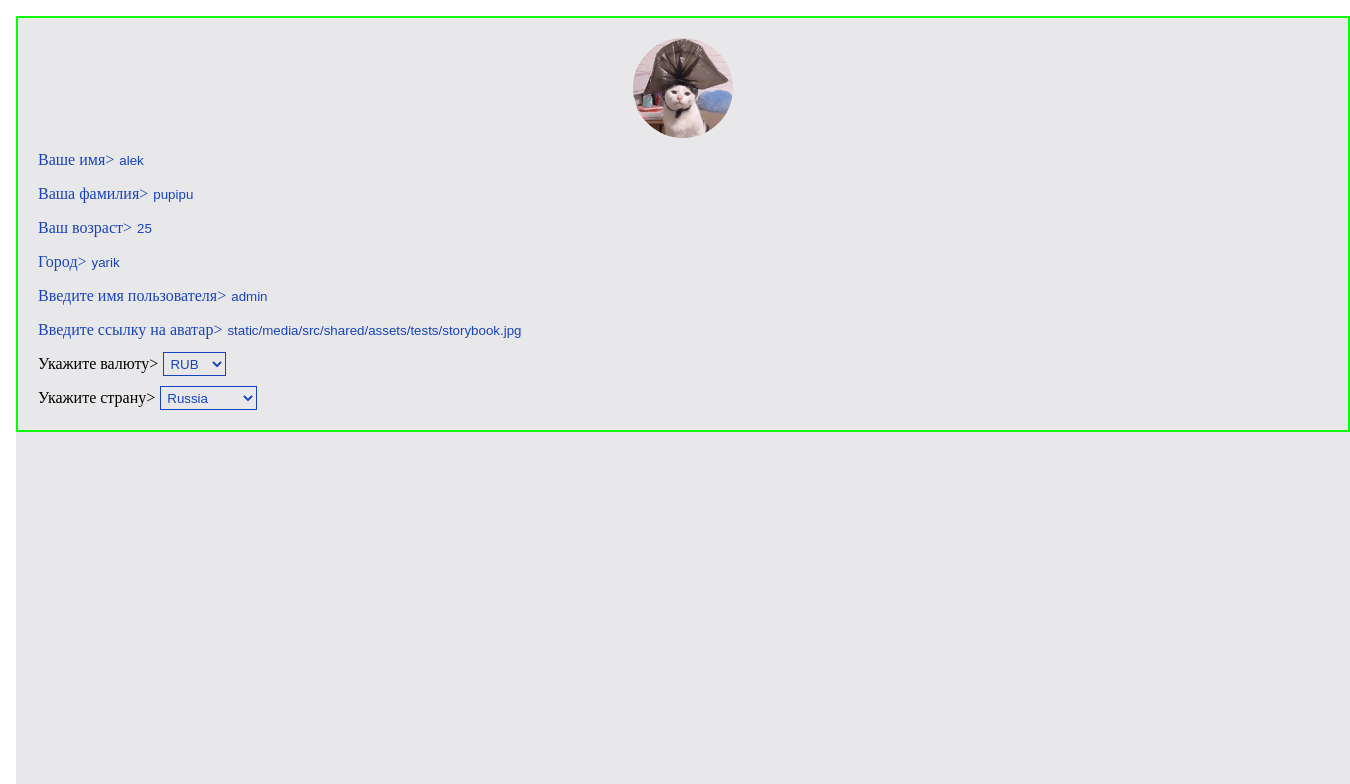 Ваше имя> alek
Ваша фамилия> pupipu
Ваш возраст> 25
Город> yarik
Введите имя пользователя> admin
Введите ссылку на аватар> static/media/src/shared/assets/tests/storybook.jpg
Укажите валюту> RUB
Укажите страну> Russia